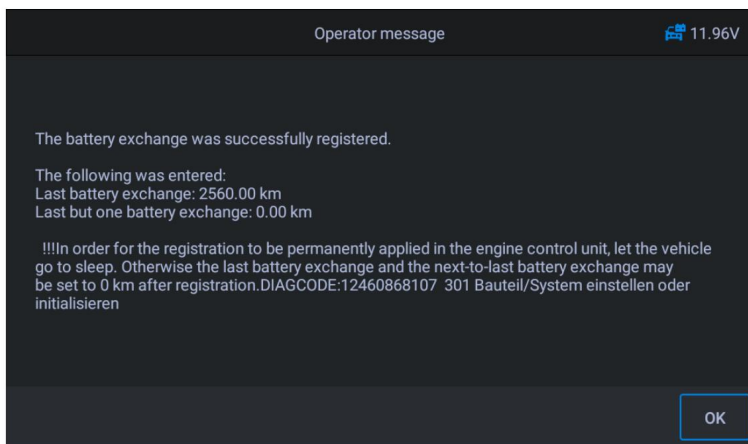 Operator message
11.96V
The battery exchange was successfully registered.
The following was entered:
Last battery exchange: 2560.00 km
Last but one battery exchange: 0.00 km
!!!In order for the registration to be permanently applied in the engine control unit, let the vehicle
go to sleep. Otherwise the last battery exchange and the next-to-last battery exchange may
be set to 0 km after registration.DIAGCODE:12460868107  301 Bauteil/System einstellen oder
initialisieren
OK